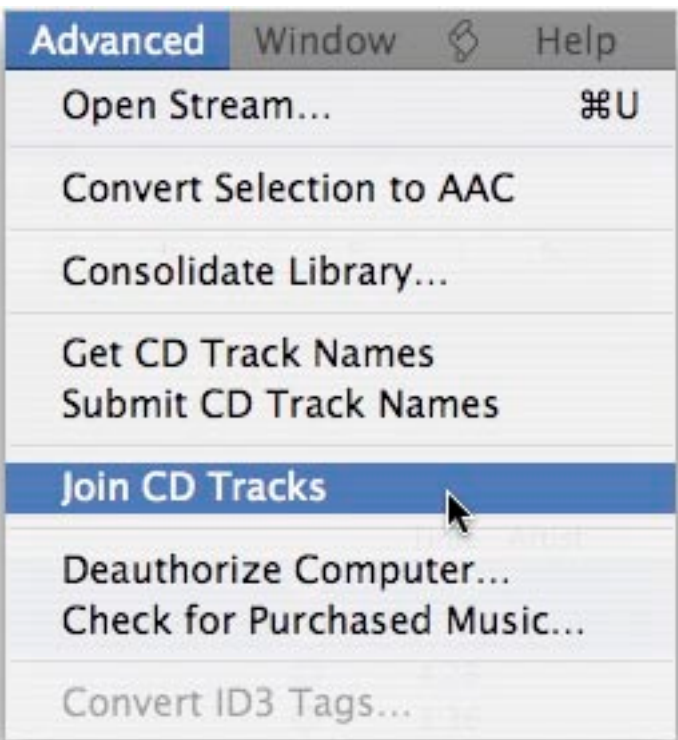 Advanced Window Help
Open Stream... ⌘U
Convert Selection to AAC
Consolidate Library...
Get CD Track Names
Submit CD Track Names
Join CD Tracks
Deauthorize Computer...
Check for Purchased Music...
Convert ID3 Tags...